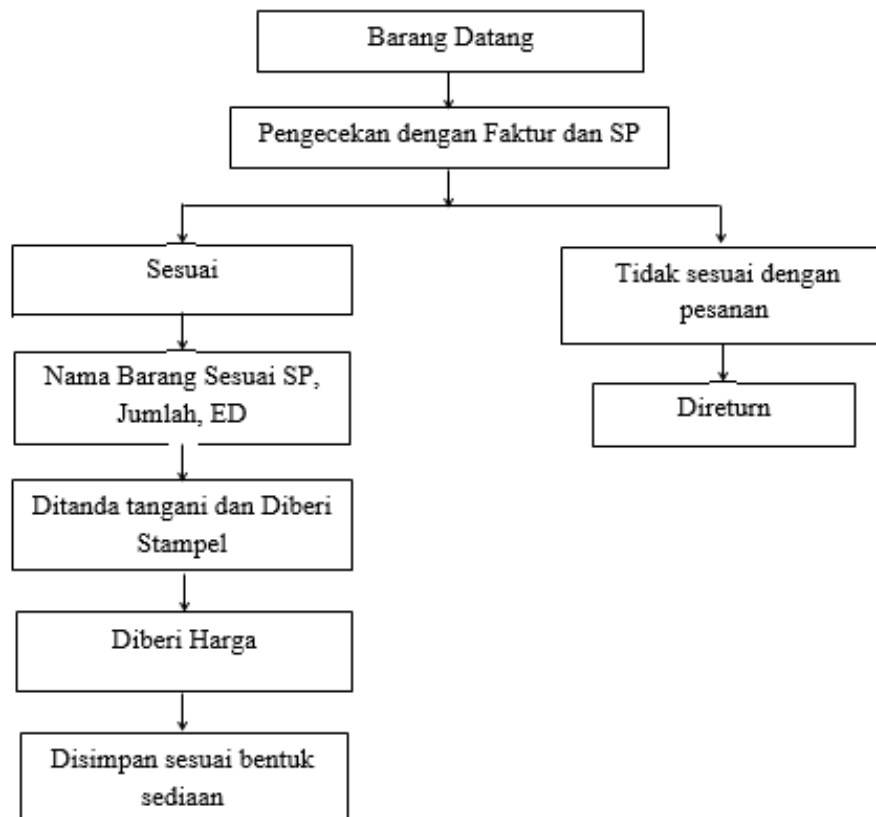 Barang Datang
Pengecekan dengan Faktur dan SP
Sesuai
Tidak sesuai dengan
pesanan
Nama Barang Sesuai SP,
Jumlah, ED
Direturn
Ditanda tangani dan Diberi
Stampel
Diberi Harga
Disimpan sesuai bentuk
sediaan